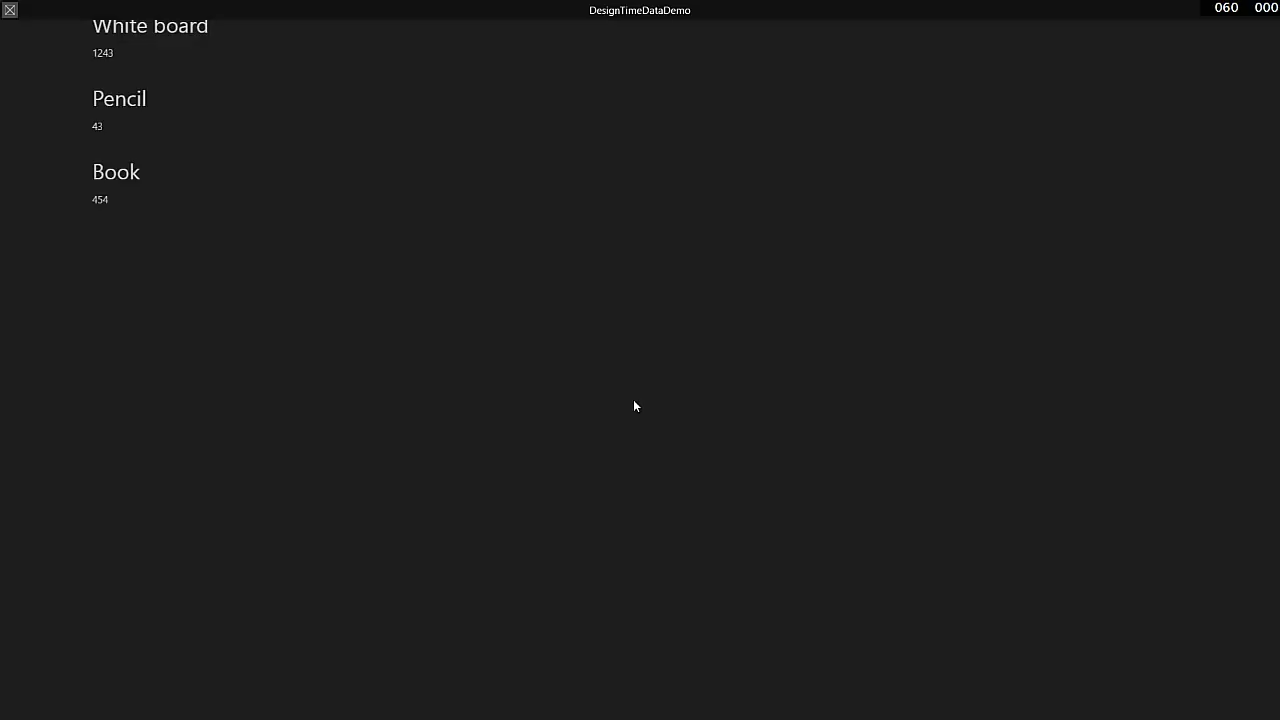 DesignTimeDataDemo
060 000
White board
1243
Pencil
43
Book
454